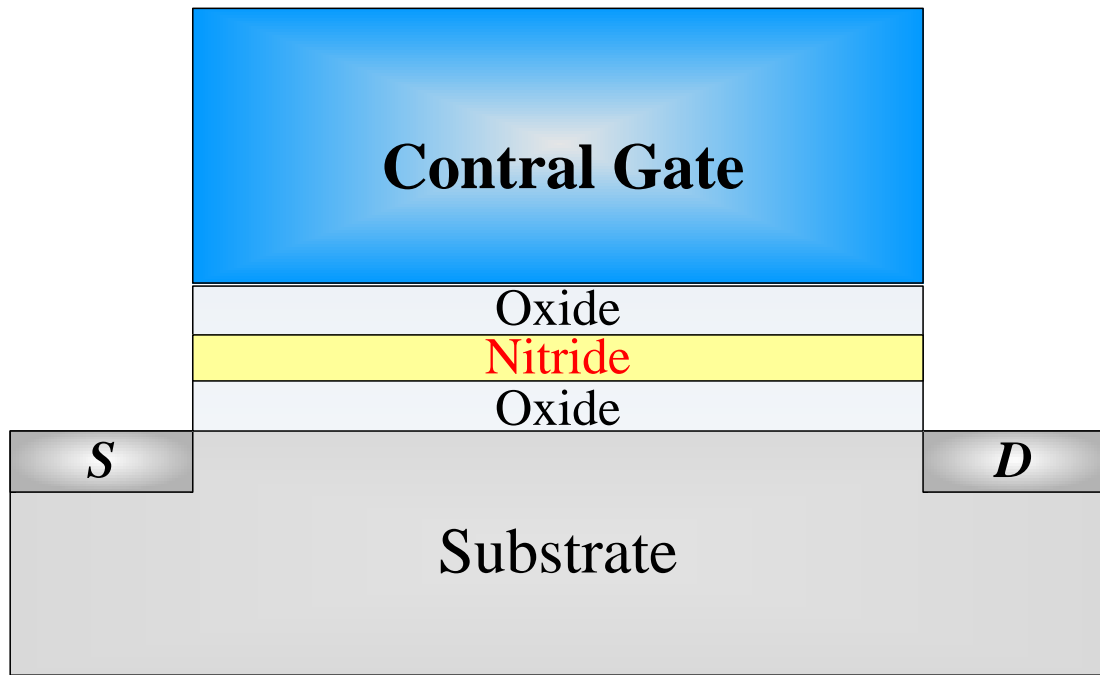 Contral Gate
Oxide
Nitride
Oxide
S
D
Substrate